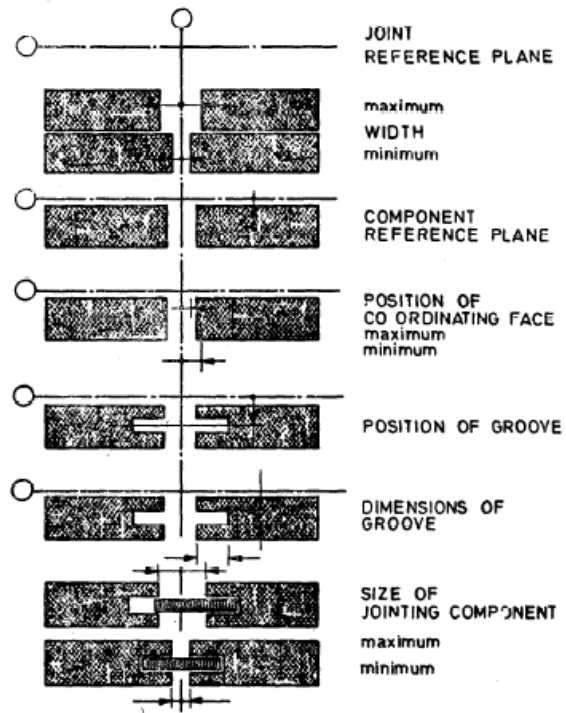 JOINT
REFERENCE PLANE
maximum
WIDTH
minimum
COMPONENT
REFERENCE PLANE
POSITION OF
CO ORDINATING FACE
maximum
minimum
POSITION OF GROOVE
DIMENSIONS OF
GROOVE
SIZE OF
JOINTING COMPONENT
maximum
minimum